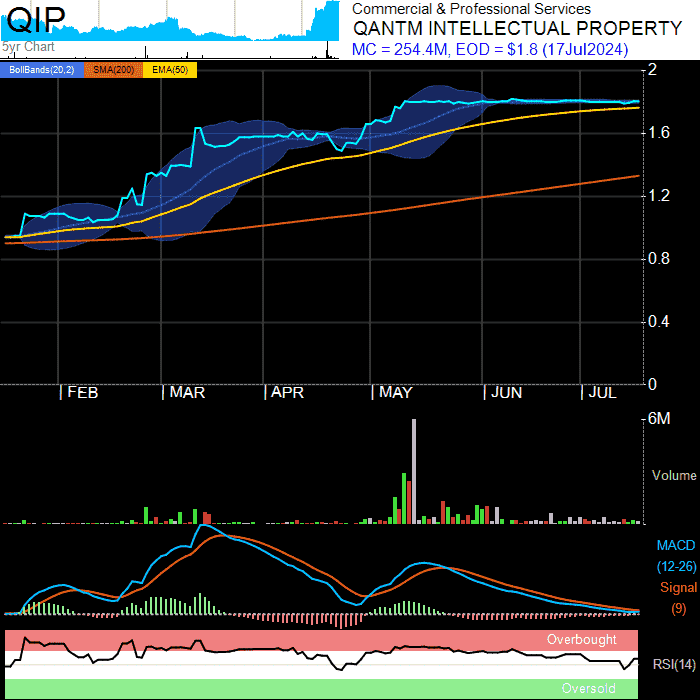 QIP
5yr Chart
Commercial & Professional Services
QANTM INTELLECTUAL PROPERTY
MC = 254.4M, EOD = $1.8 (17Jul2024)
BollBands(20,2) SMA(200) EMA(50)
2
1.6
1.2
0.8
0.4
0
FEB MAR APR MAY JUN JUL
6M
Volume
MACD
(12-26)
Signal
(9)
Overbought
RSI(14)
Oversold